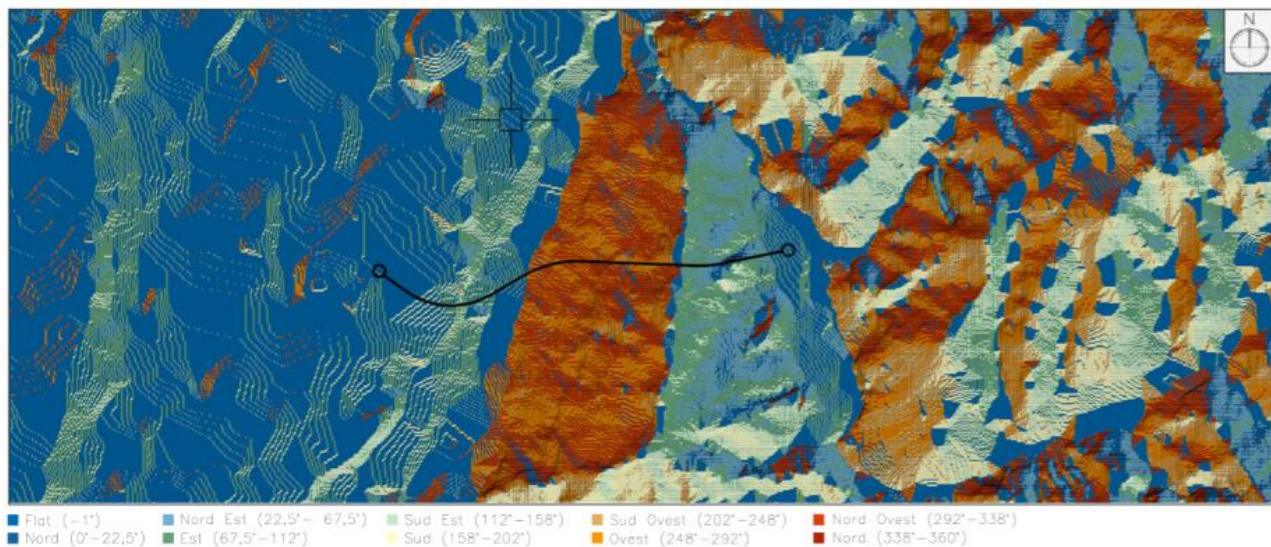 N
Flat (-1°) Nord Est (22,5°- 67,5°) Sud Est (112°-158°) Sud Ovest (202°-248°) Nord Ovest (292°-338°)
Nord (0°-22,5°) Est (67,5°-112°) Sud (158°-202°) Ovest (248°-292°) Nord (338°-360°)